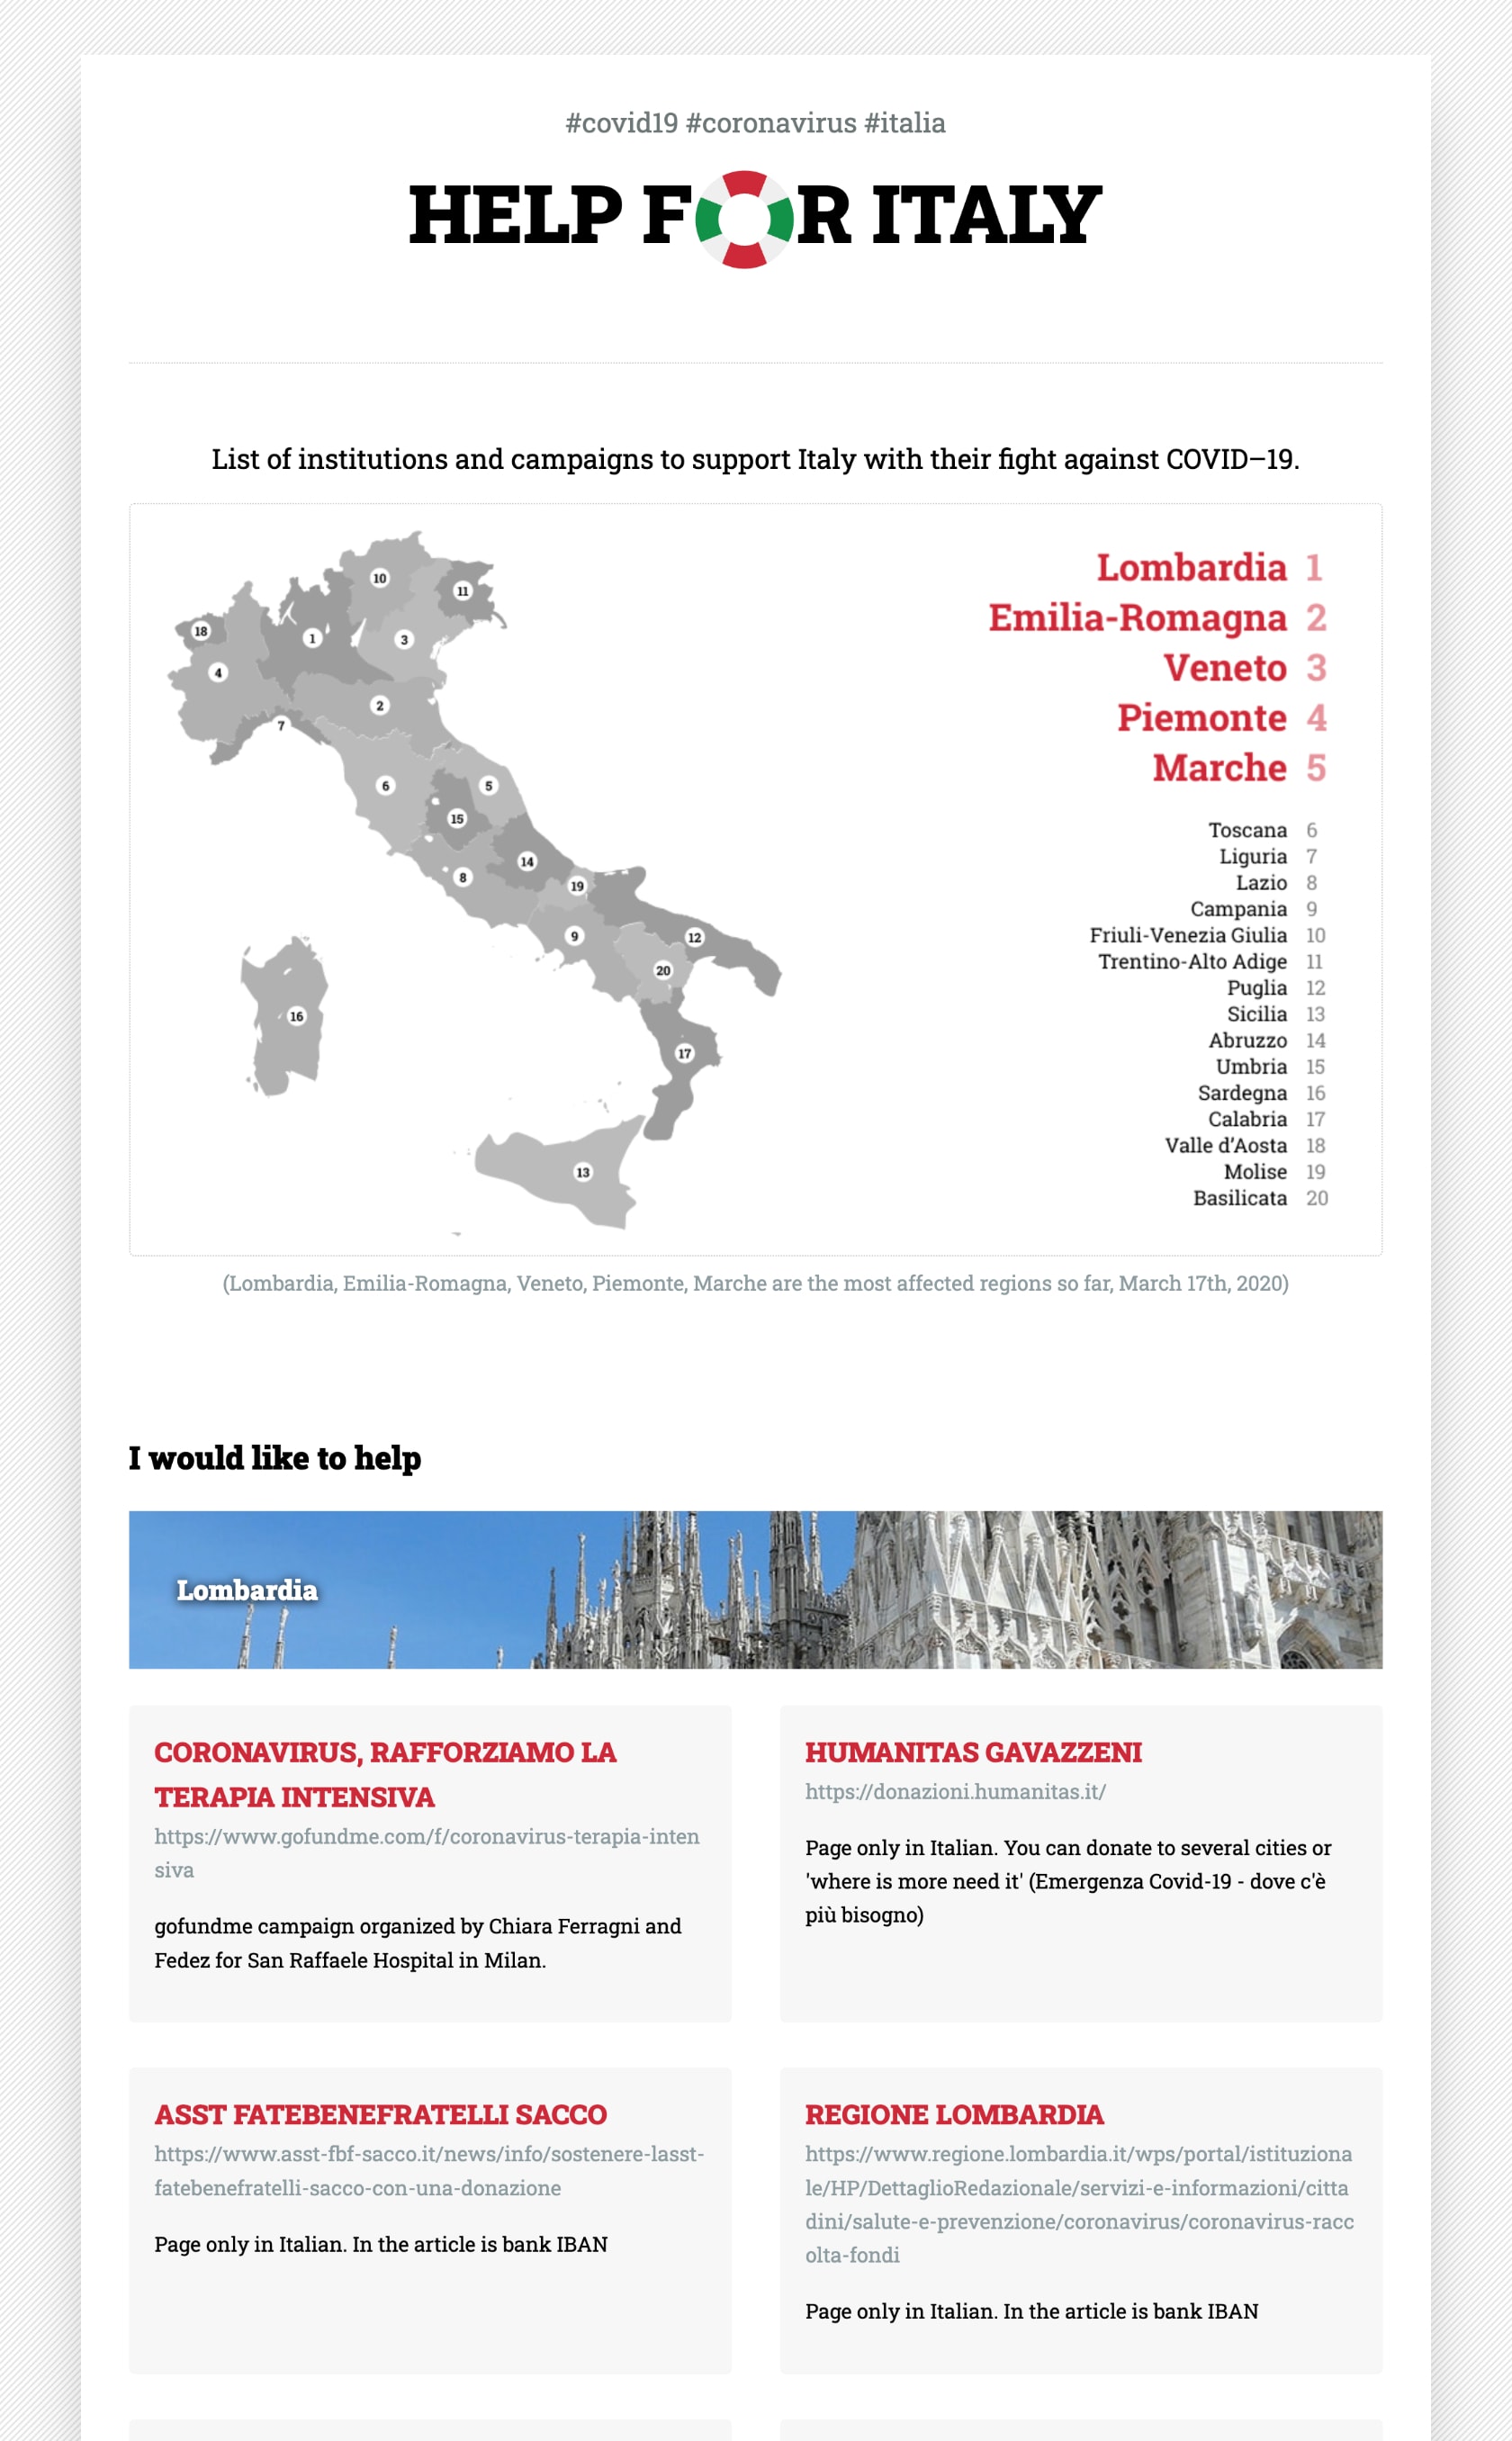 #covid19 #coronavirus #italia
HELP FOR ITALY
List of institutions and campaigns to support Italy with their fight against COVID–19.
10
11
18
1
3
4
2
7
6
5
15
14
8
19
9
12
20
16
17
13
Lombardia 1
Emilia-Romagna 2
Veneto 3
Piemonte 4
Marche 5
Toscana 6
Liguria 7
Lazio 8
Campania 9
Friuli-Venezia Giulia 10
Trentino-Alto Adige 11
Puglia 12
Sicilia 13
Abruzzo 14
Umbria 15
Sardegna 16
Calabria 17
Valle d’Aosta 18
Molise 19
Basilicata 20
(Lombardia, Emilia-Romagna, Veneto, Piemonte, Marche are the most affected regions so far, March 17th, 2020)
I would like to help
Lombardia
CORONAVIRUS, RAFFORZIAMO LA
TERAPIA INTENSIVA
https://www.gofundme.com/f/coronavirus-terapia-inten
siva
gofundme campaign organized by Chiara Ferragni and
Fedez for San Raffaele Hospital in Milan.
HUMANITAS GAVAZZENI
https://donazioni.humanitas.it/
Page only in Italian. You can donate to several cities or
'where is more need it' (Emergenza Covid-19 - dove c'è
più bisogno)
ASST FATEBENEFRATELLI SACCO
https://www.asst-fbf-sacco.it/news/info/sostenere-lasst-
fatebenefratelli-sacco-con-una-donazione
Page only in Italian. In the article is bank IBAN
REGIONE LOMBARDIA
https://www.regione.lombardia.it/wps/portal/istituziona
le/HP/DettaglioRedazionale/servizi-e-informazioni/citta
dini/salute-e-prevenzione/coronavirus/coronavirus-racc
olta-fondi
Page only in Italian. In the article is bank IBAN